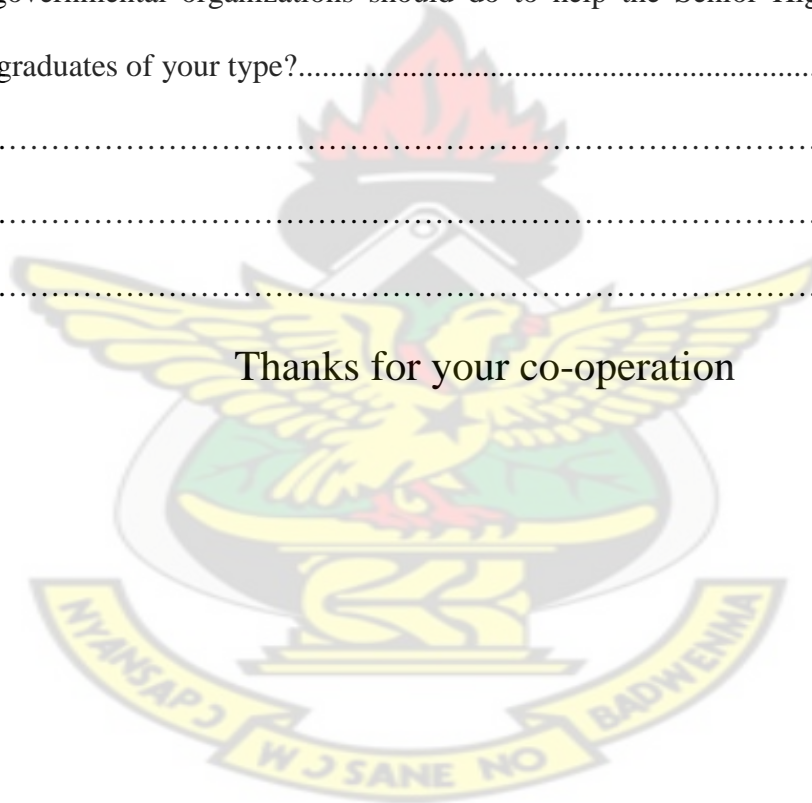 governmental organizations should do to help the Senior Hig
graduates of your type?..................................................................
……………………………………………………………………
……………………………………………………………………
……………………………………………………………………
Thanks for your co-operation
NYANSAPƆ
WƆSANE NO
BADWENMA